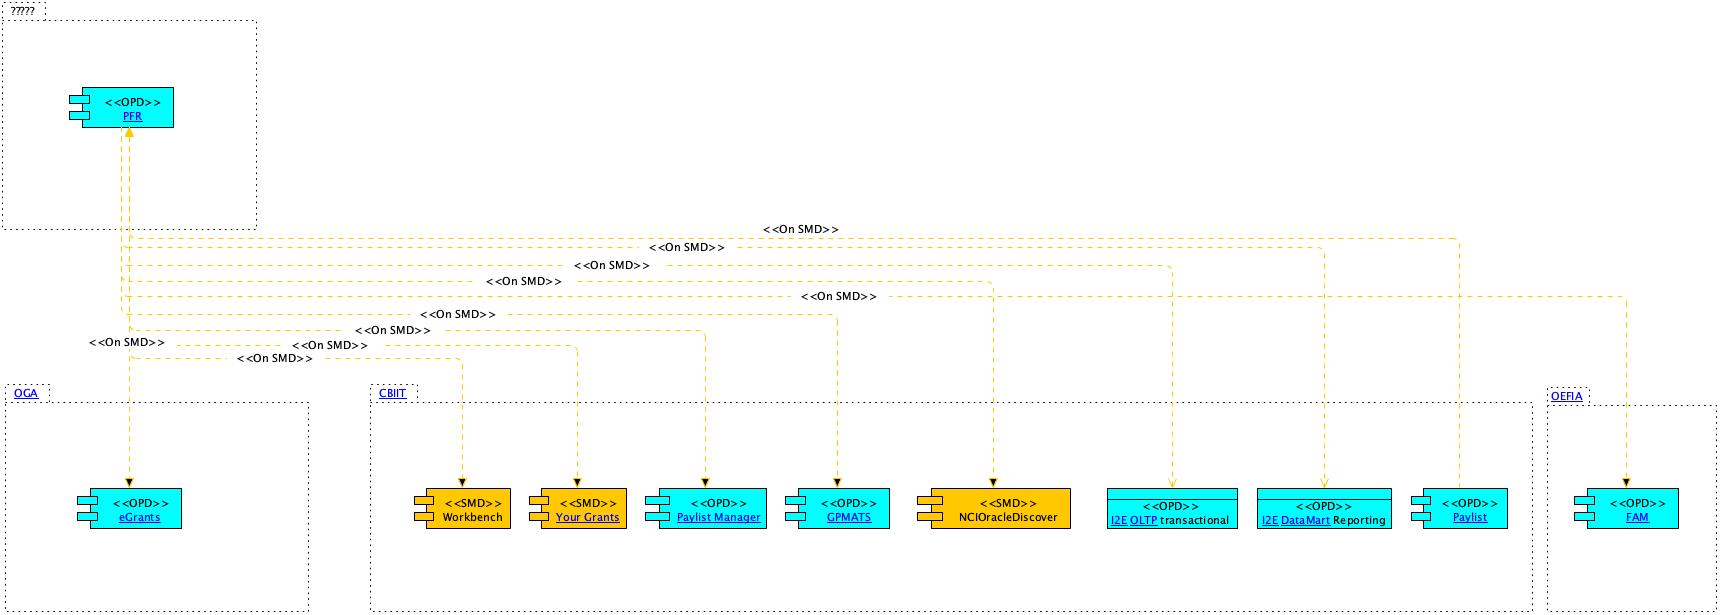 ?????
<<OPD>>
PFR
<<On SMD>>
<<On SMD>>
<<On SMD>>
<<On SMD>>
<<On SMD>>
<<On SMD>>
<<On SMD>>
<<On SMD>>
<<On SMD>>
<<On SMD>>
OGA
CBIIT
OEFIA
<<OPD>>
eGrants
<<SMD>>
Workbench
<<SMD>>
Your Grants
<<OPD>>
Paylist Manager
<<OPD>>
GPMATS
<<SMD>>
NCIOracleDiscover
<<OPD>>
I2E OLTP transactional
<<OPD>>
I2E DataMart Reporting
<<OPD>>
Paylist
<<OPD>>
FAM